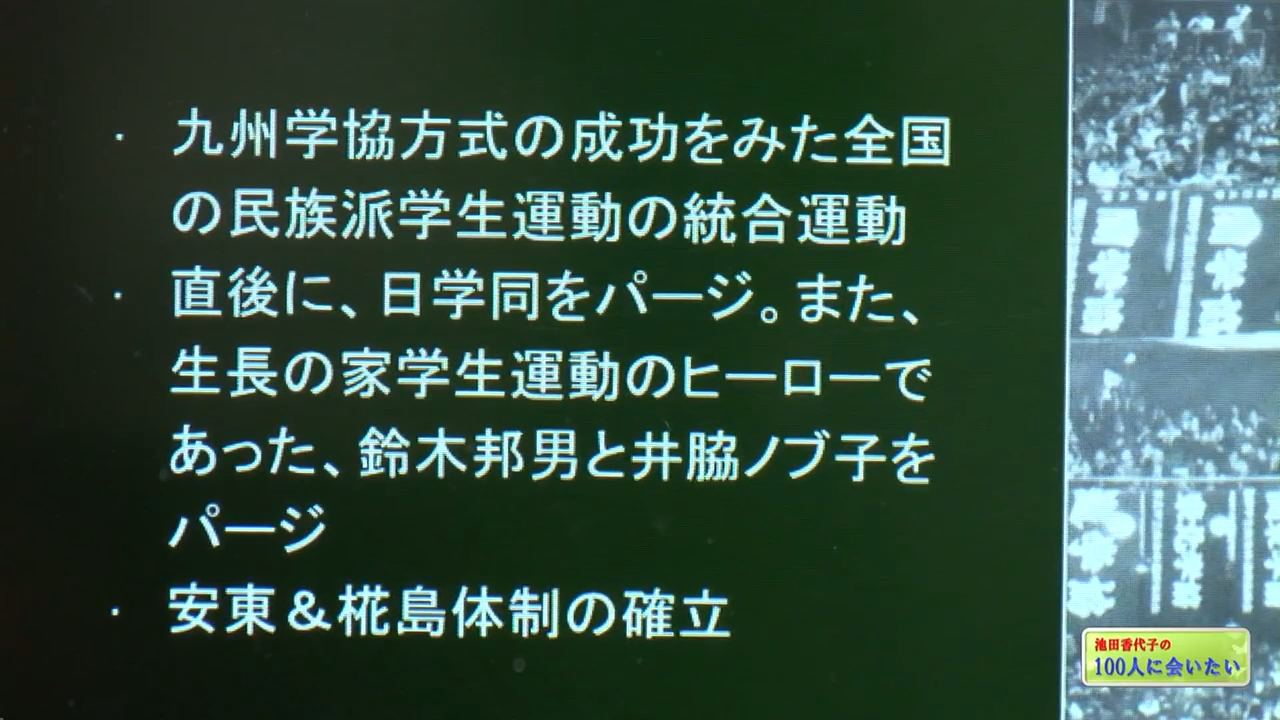 ・ 九州学協方式の成功をみた全国
の民族派学生運動の統合運動
・ 直後に、日学同をパージ。また、
生長の家学生運動のヒーローで
あった、鈴木邦男と井脇ノブ子を
パージ
・ 安東＆椛島体制の確立
池田香代子の
100人に会いたい